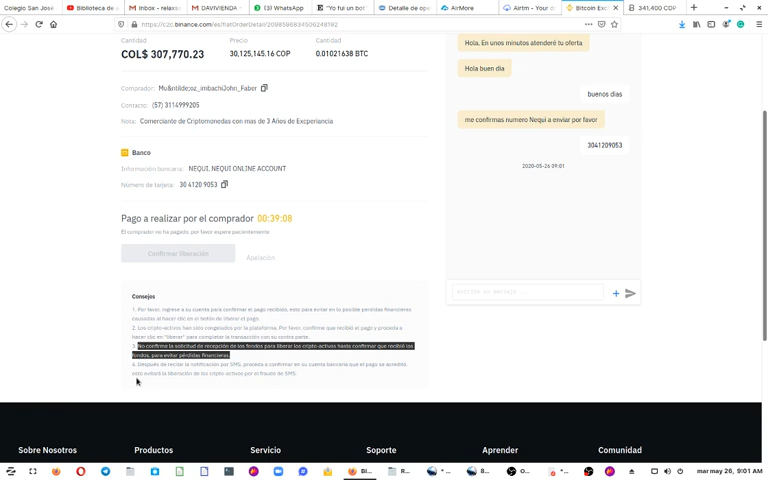 Colegio San José
Biblioteca de
Inbox - relaxso
DAVIVIENDA -
(3) WhatsApp
"Yo fui un bot
Detalle de ope
AirMore
Airtm - Your d
Bitcoin Exc
341,400 COP
https://c2c.binance.com/es/fiatOrderDetail/
Cantidad
Precio
Cantidad
COL$ 307,770.23
30,125,145.16 COP
0.01021638 BTC
Comprador: Mu&ntilde;oz_imbachiJohn_Faber
Contacto: (57) 3114999205
Nota: Comerciante de Criptomonedas con mas de 3 Años de Excperiancia
Banco
Información bancaria: NEQUI. NEQUI ONLINE ACCOUNT
Número de tarjeta: 30 4120 9053
Pago a realizar por el comprador 00:39:08
El comprador no ha pagado, por favor espere pacientemente
Confirmar liberación
Apelación
Consejos
1. Por favor, ingrese a su cuenta para confirmar el pago recibido, esto para evitar en lo posible pérdidas financieras
causadas al hacer clic en el botón de liberar el pago.
2. Los cripto-activos han sido congelados por la plataforma. Por favor, confirme que recibió el pago y proceda a
hacer clic en "liberar" para completar la transacción con su contra parte.
3. No confirme la solicitud de recepción de los fondos para liberar los cripto-activos hasta confirmar que recibió los
fondos, para evitar pérdidas financieras.
4. Después de recibir la notificación por SMS, proceda a confirmar en su cuenta bancaria que el pago se acreditó,
esto evitará la liberación de los cripto-activos por el fraude de SMS.
Hola. En unos minutos atenderé tu oferta
Hola buen dia
buenos dias
me confirmas numero Nequi a enviar por favor
3041209053
2020-05-26 09:01
Sobre Nosotros
Productos
Servicio
Soporte
Aprender
Comunidad
Bi...
R...
8...
O...
mar may 26, 9:01 AM